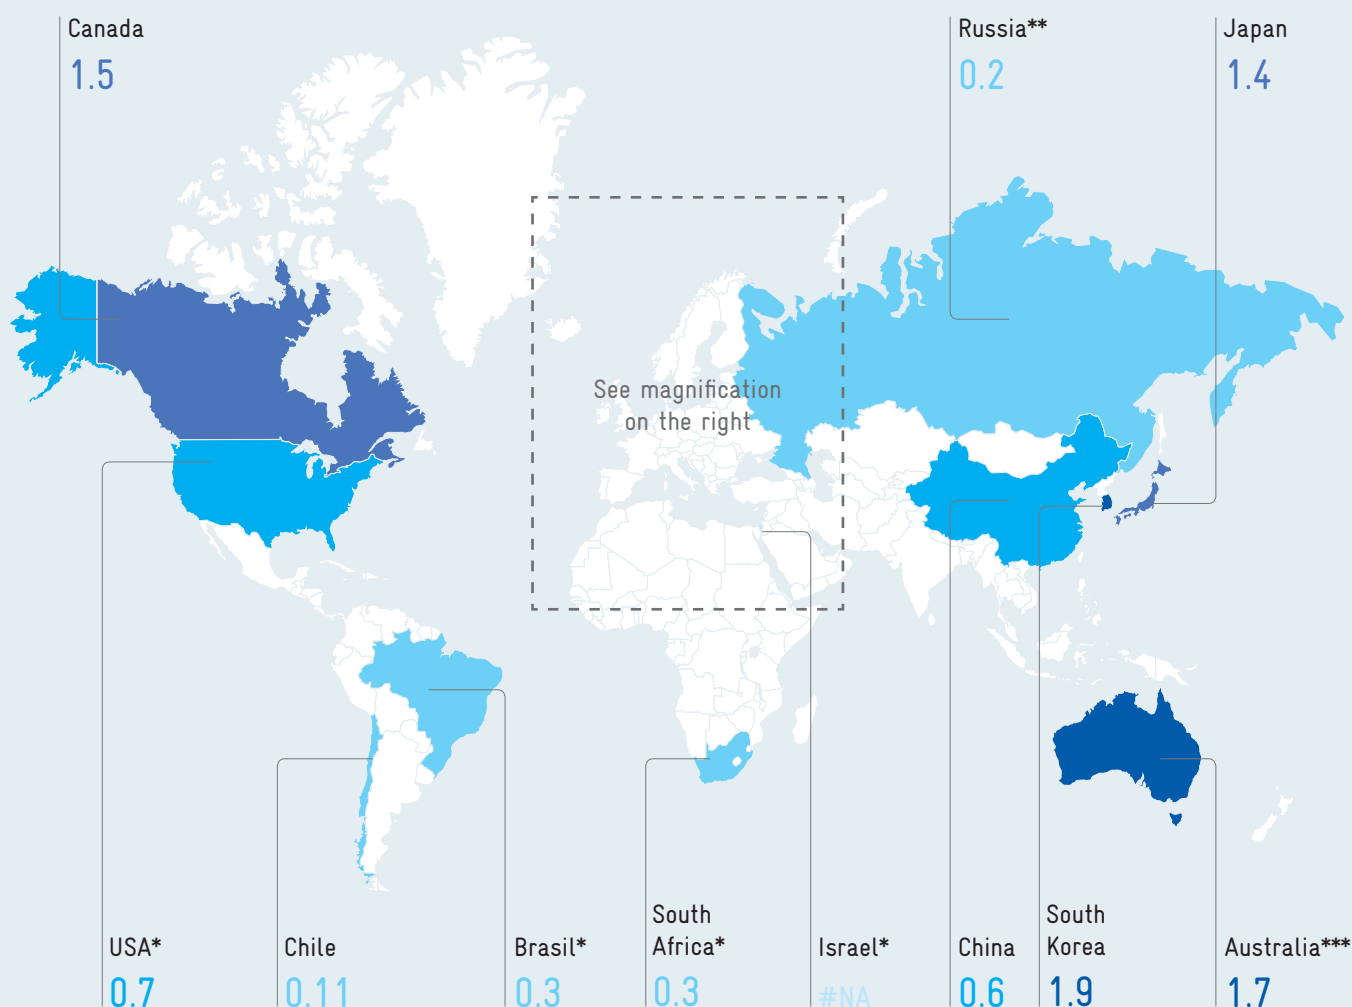 Canada
1.5
Russia**
0.2
Japan
1.4
See magnification
on the right
USA*
0.7
Chile
0.11
Brasil*
0.3
South
Africa*
0.3
Israel*
#NA
China
0.6
South
Korea
1.9
Australia***
1.7